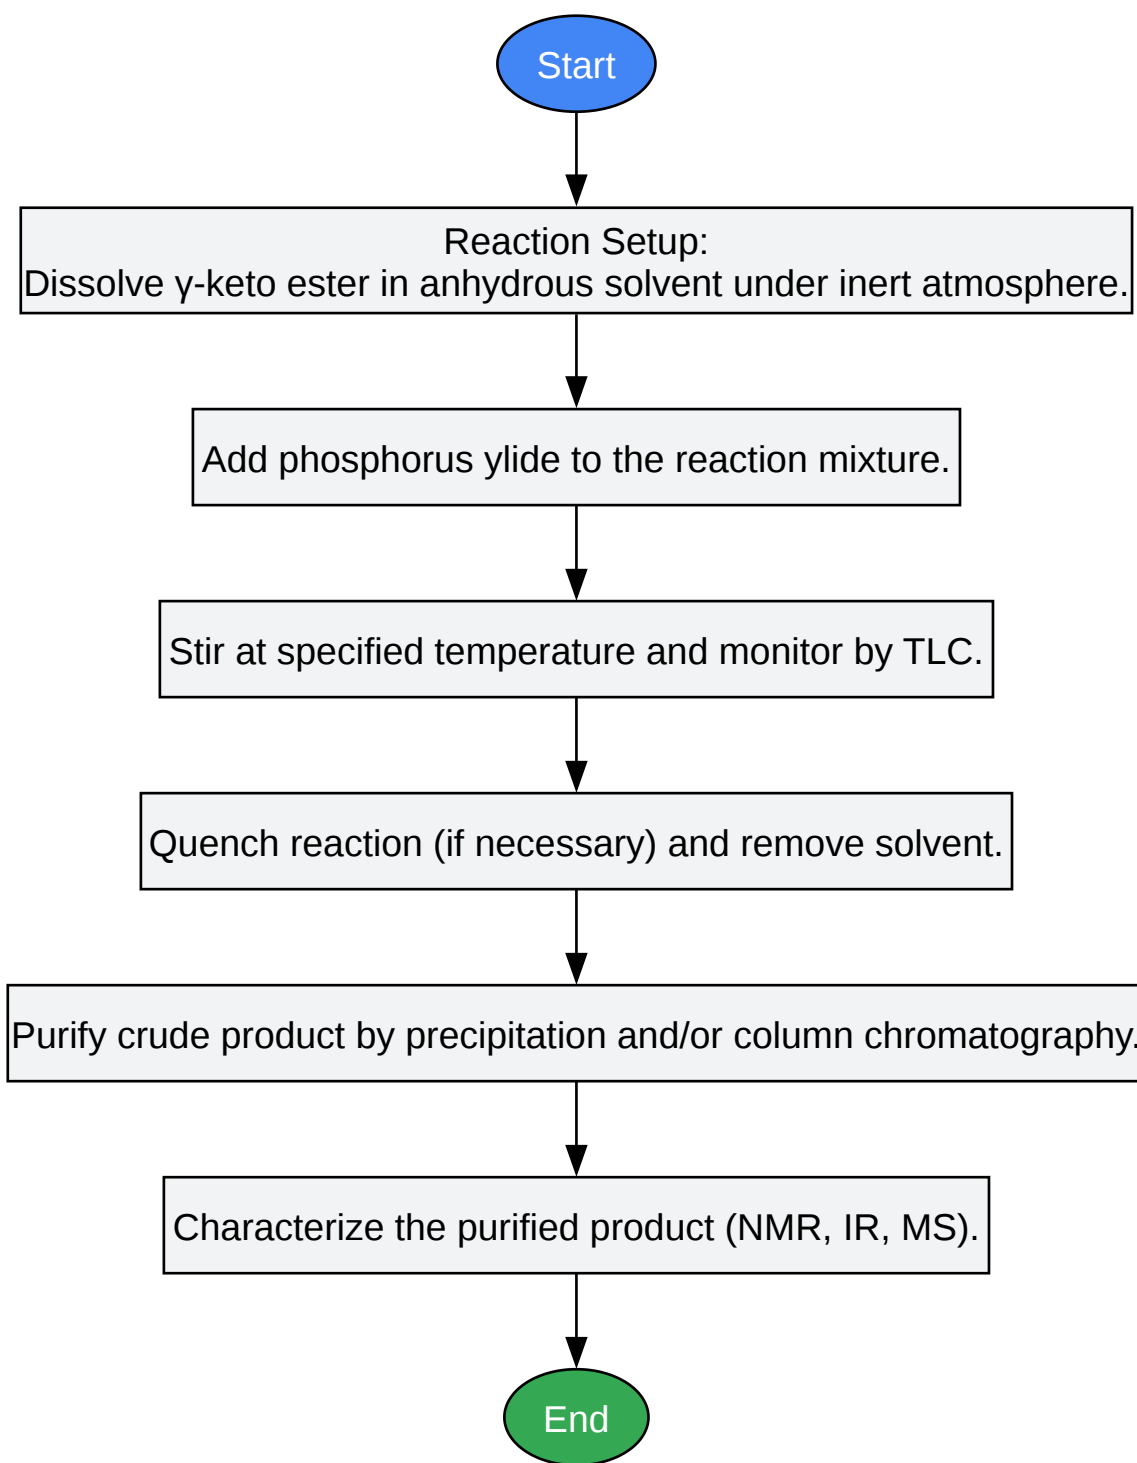 Start
Reaction Setup:
Dissolve γ-keto ester in anhydrous solvent under inert atmosphere.
Add phosphorus ylide to the reaction mixture.
Stir at specified temperature and monitor by TLC.
Quench reaction (if necessary) and remove solvent.
Purify crude product by precipitation and/or column chromatography.
Characterize the purified product (NMR, IR, MS).
End